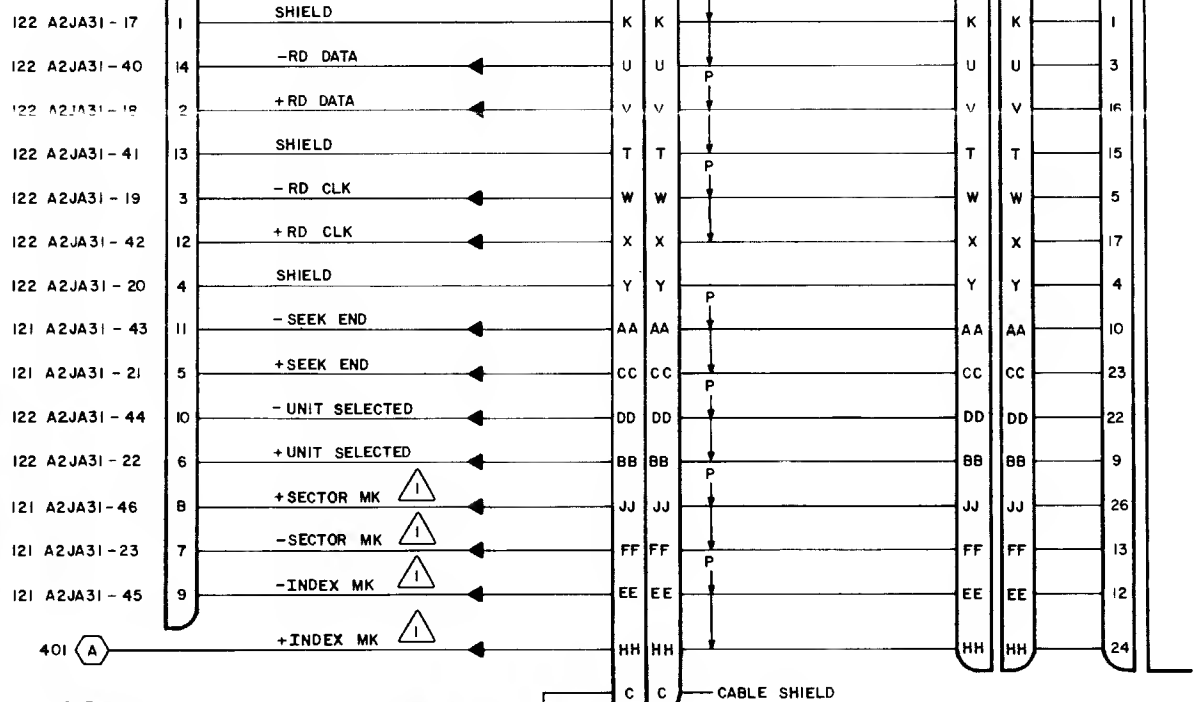 122 A2JA31-17 1 SHIELD K K K K 1
122 A2JA31-40 14 -RD DATA U U P U U 3
122 A2JA31-18 2 +RD DATA V V V V 16
122 A2JA31-41 13 SHIELD T T P T T 15
122 A2JA31-19 3 -RD CLK W W W W 5
122 A2JA31-42 12 +RD CLK X X X X 17
122 A2JA31-20 4 SHIELD Y Y P Y Y 4
121 A2JA31-43 11 -SEEK END AA AA AA AA 10
121 A2JA31-21 5 +SEEK END CC CC P CC CC 23
122 A2JA31-44 10 -UNIT SELECTED DD DD DD DD 22
122 A2JA31-22 6 +UNIT SELECTED BB BB P BB BB 9
121 A2JA31-46 8 +SECTOR MK 1 JJ JJ JJ JJ 26
121 A2JA31-23 7 -SECTOR MK 1 FF FF P FF FF 13
121 A2JA31-45 9 -INDEX MK 1 EE EE EE EE 12
401 A +INDEX MK 1 HH HH HH HH 24
C C CABLE SHIELD